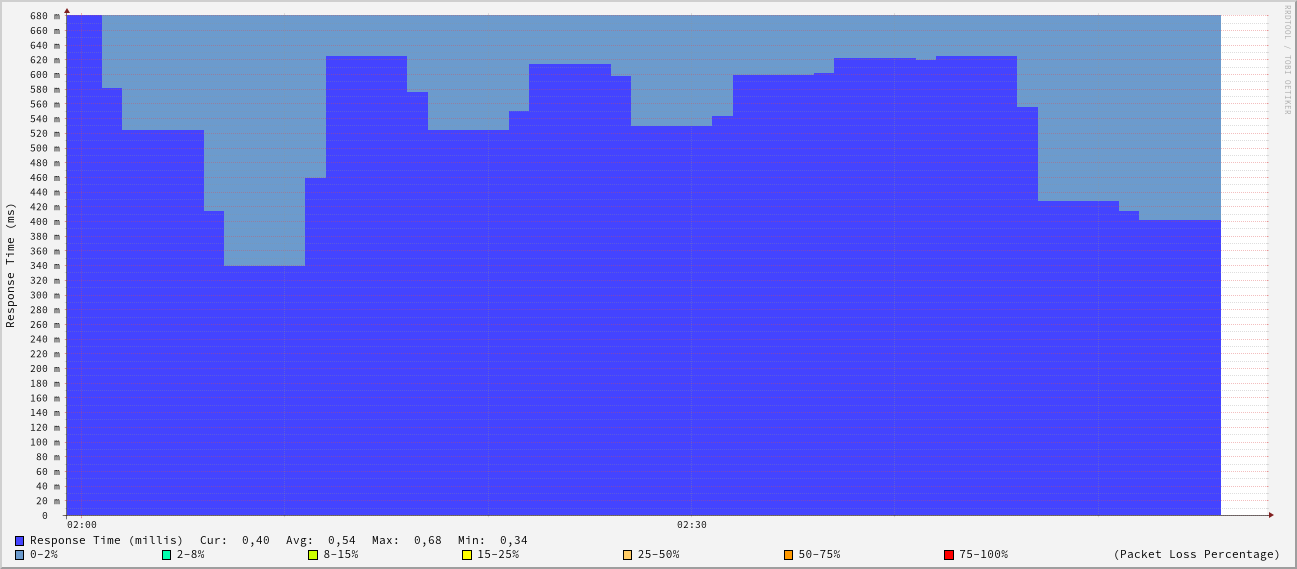 RRDTOOL / TOBI OETIKER
Response Time (ms)
680 m
660 m
640 m
620 m
600 m
580 m
560 m
540 m
520 m
500 m
480 m
460 m
440 m
420 m
400 m
380 m
360 m
340 m
320 m
300 m
280 m
260 m
240 m
220 m
200 m
180 m
160 m
140 m
120 m
100 m
80 m
60 m
40 m
20 m
0
02:00 02:30
Response Time (millis) Cur: 0,40 Avg: 0,54 Max: 0,68 Min: 0,34
0-2% 2-8% 8-15% 15-25% 25-50% 50-75% 75-100% (Packet Loss Percentage)